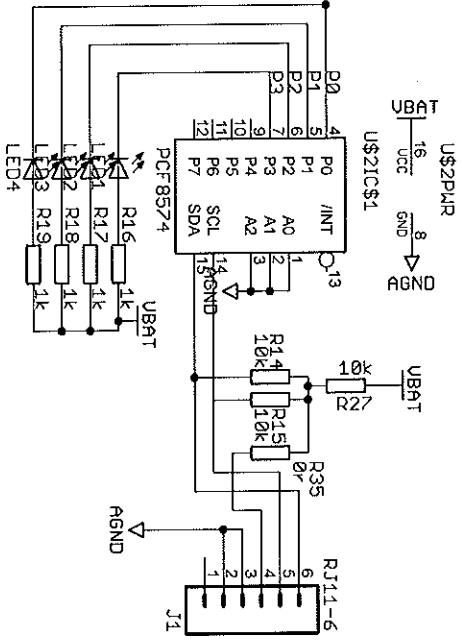 U$2PWR
VBAT
16
VCC
GND
8
AGND
U$2IC$1
P0
P1
P2
P3
4
5
6
7
9
10
11
12
P0
P1
P2
P3
P4
P5
P6
P7
/INT
A0
A1
A2
SCL
SDA
13
1
2
3
14
15
AGND
PCF8574
LED1
LED2
LED3
LED4
R16
R17
R18
R19
1k
1k
1k
1k
VBAT
R14
10k
R15
10k
10k
R27
VBAT
R35
0r
AGND
RJ11-6
6
5
4
3
2
1
J1